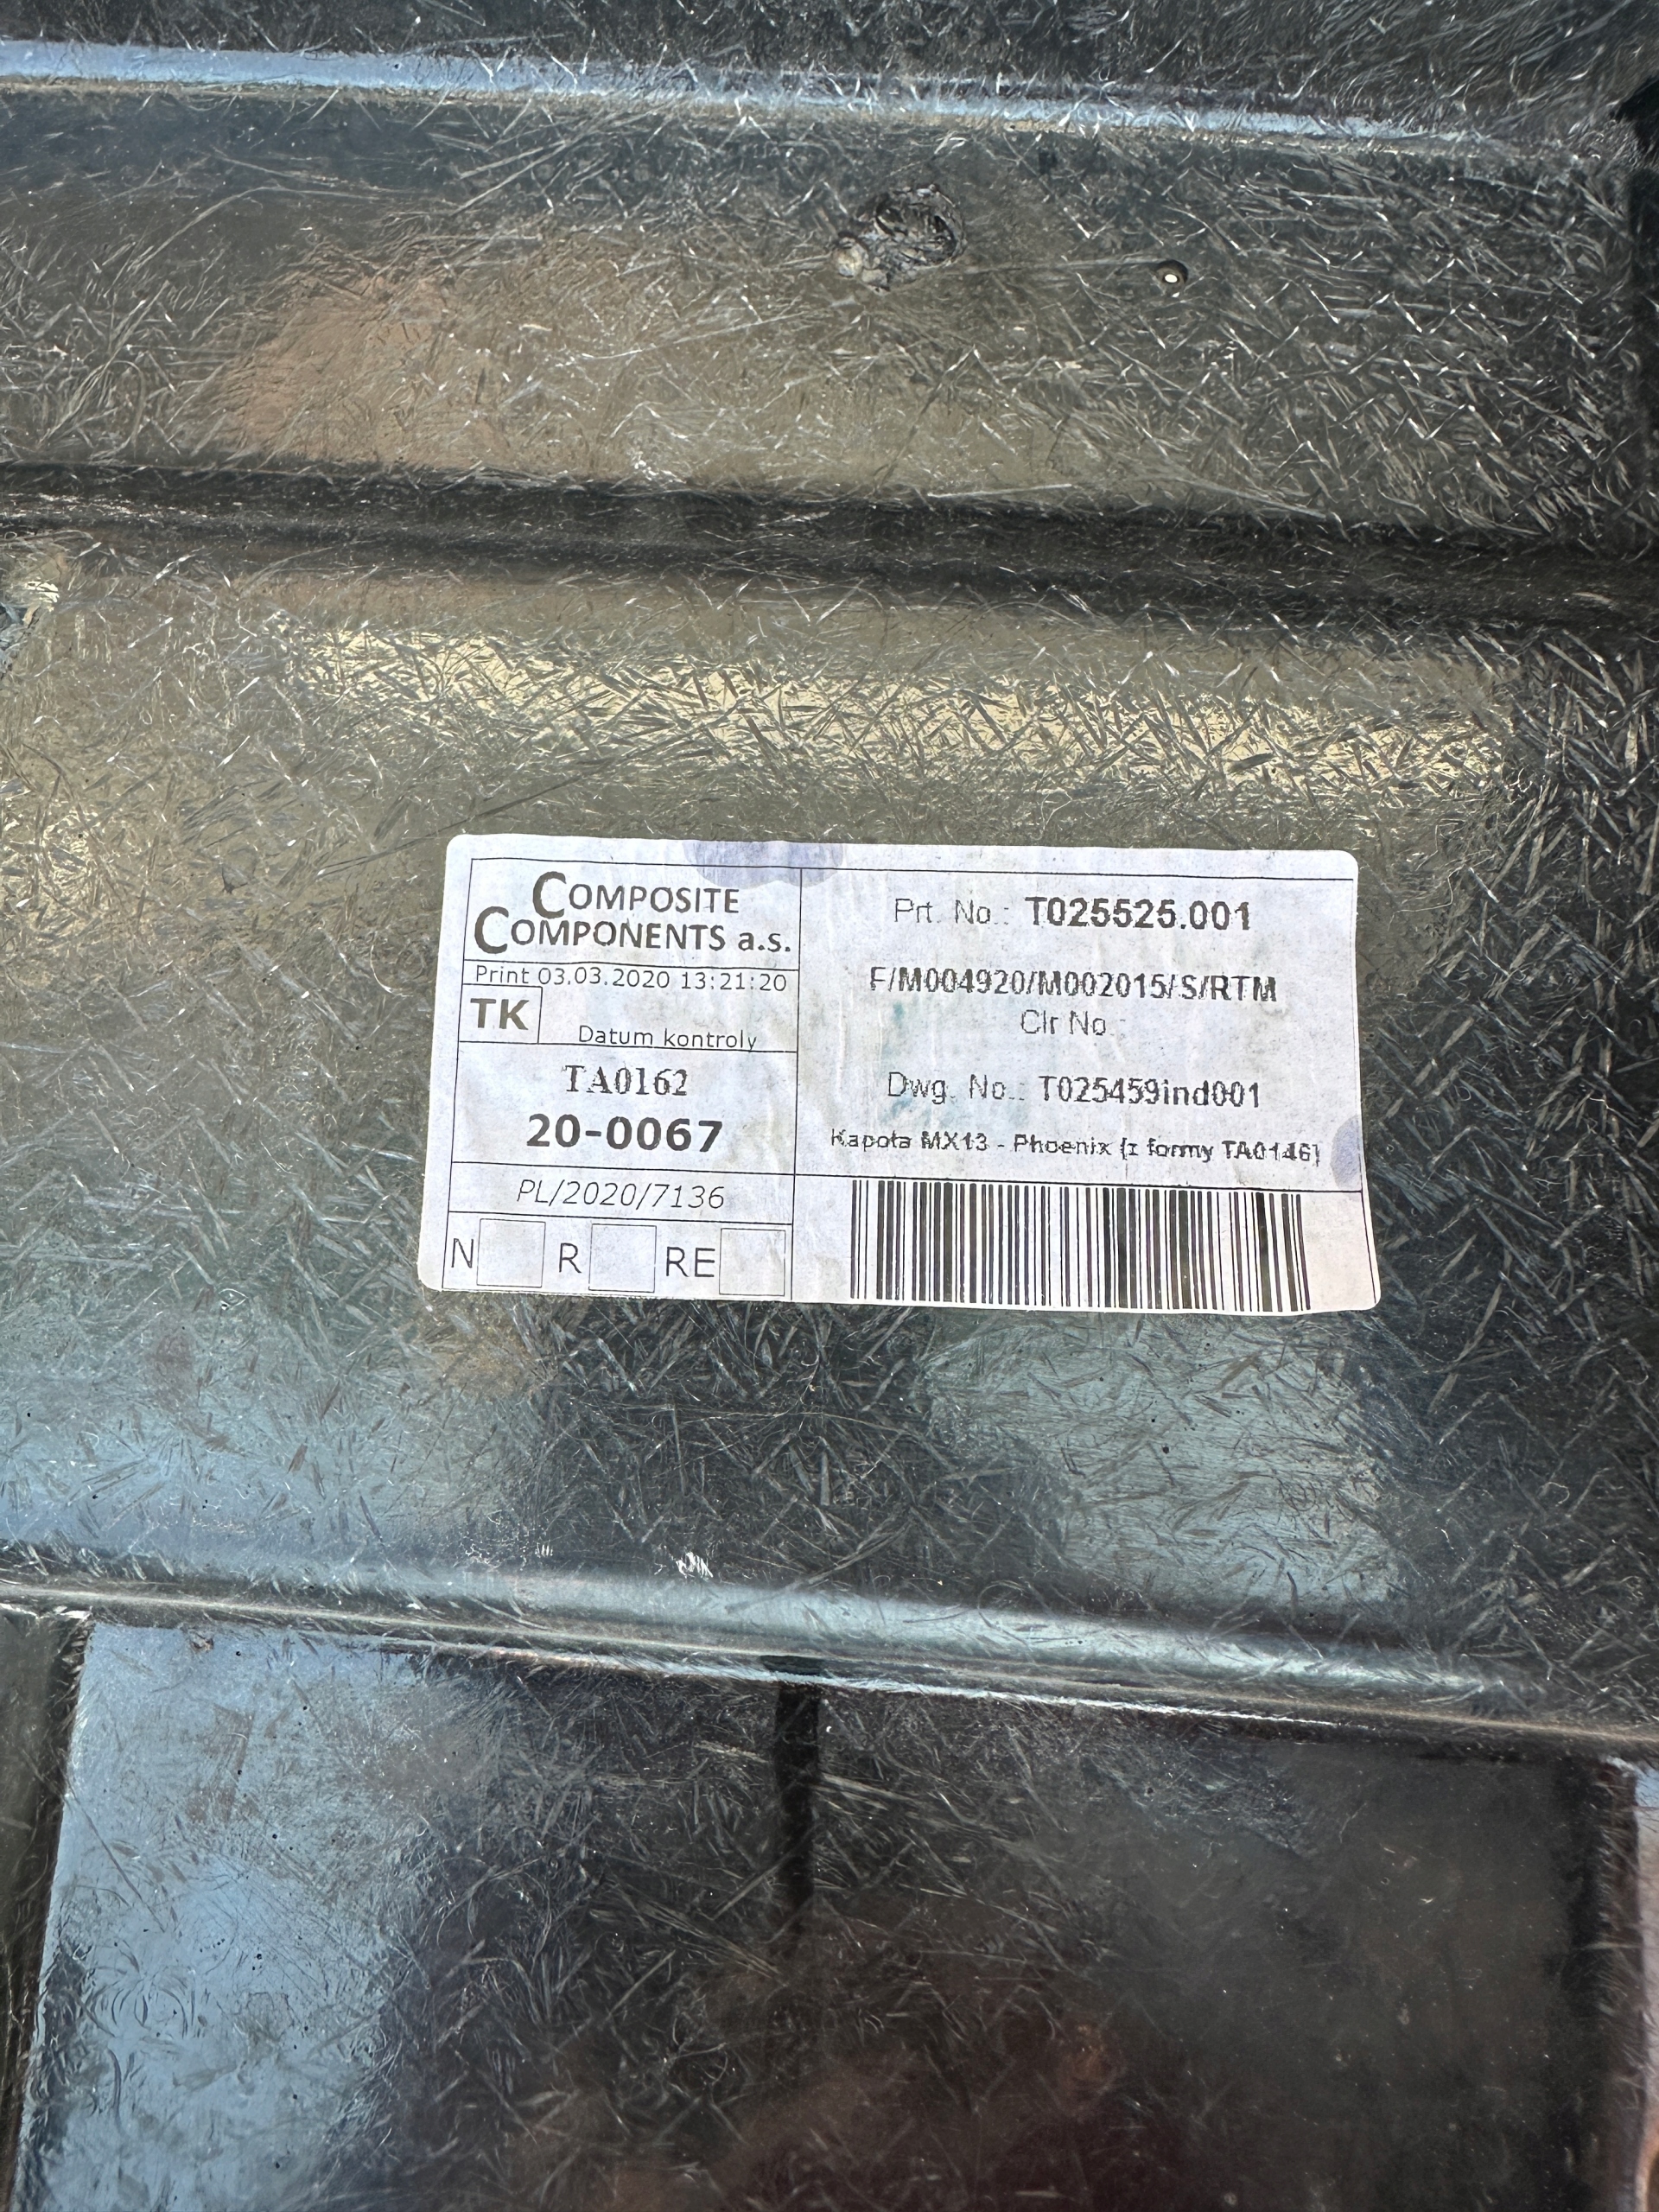 COMPOSITE
COMPONENTS a.s.
Print 03.03.2020 13:21:20
TK
Datum kontroly
TA0162
20-0067
PL/2020/7136
N R RE
Prt. No.: T025525.001
F/M004920/M002015/S/RTM
Clr No.:
Dwg. No.: T025459ind001
Kapota MX13 - Phoenix (z formy TA0146)